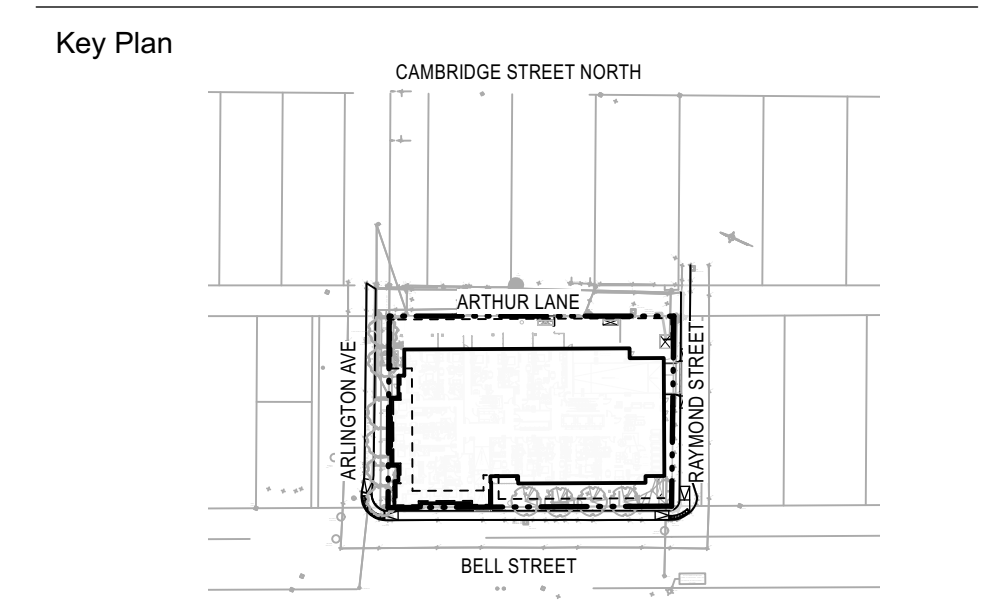 Key Plan
CAMBRIDGE STREET NORTH
ARTHUR LANE
ARLINGTON AVE
RAYMOND STREET
BELL STREET